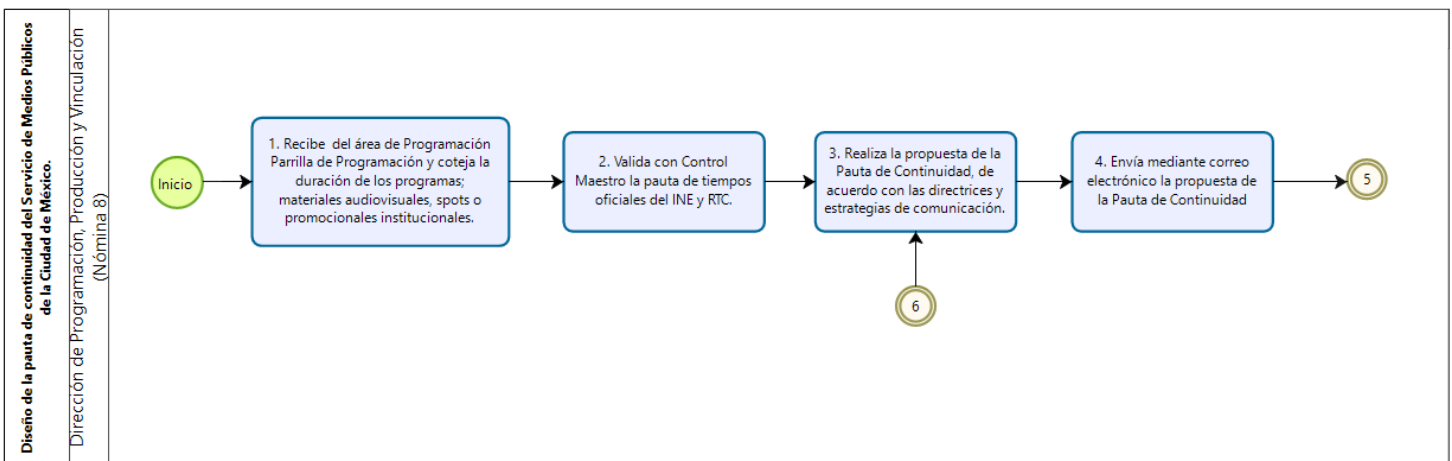 Diseño de la pauta de continuidad del Servicio de Medios Públicos
de la Ciudad de México.
Dirección de Programación, Producción y Vinculación
(Nómina 8)
Inicio
1. Recibe  del área de Programación
Parrilla de Programación y coteja la
duración de los programas;
materiales audiovisuales, spots o
promocionales institucionales.
2. Valida con Control
Maestro la pauta de tiempos
oficiales del INE y RTC.
3. Realiza la propuesta de la
Pauta de Continuidad, de
acuerdo con las directrices y
estrategias de comunicación.
4. Envía mediante correo
electrónico la propuesta de
la Pauta de Continuidad
5
6